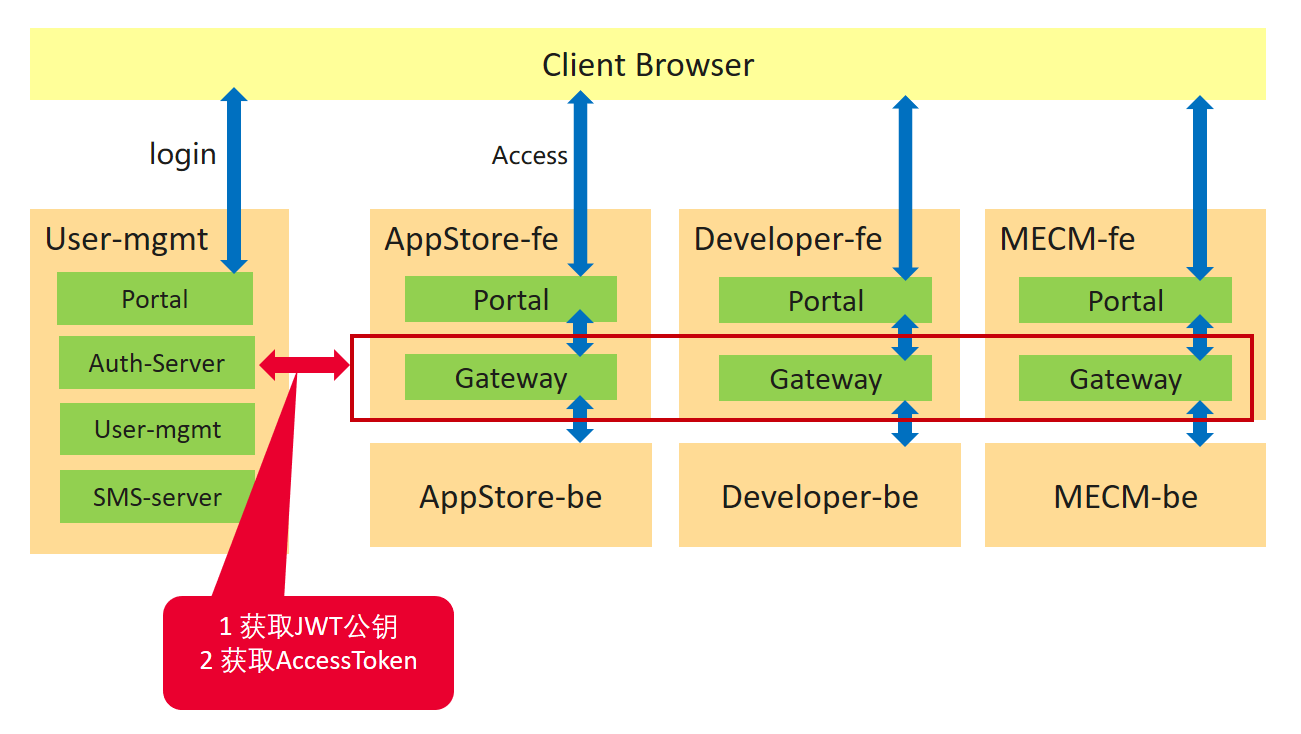 Client Browser
login
Access
User-mgmt
Portal
Auth-Server
User-mgmt
SMS-server
AppStore-fe
Portal
Gateway
AppStore-be
Developer-fe
Portal
Gateway
Developer-be
MECM-fe
Portal
Gateway
MECM-be
1 获取JWT公钥
2 获取AccessToken